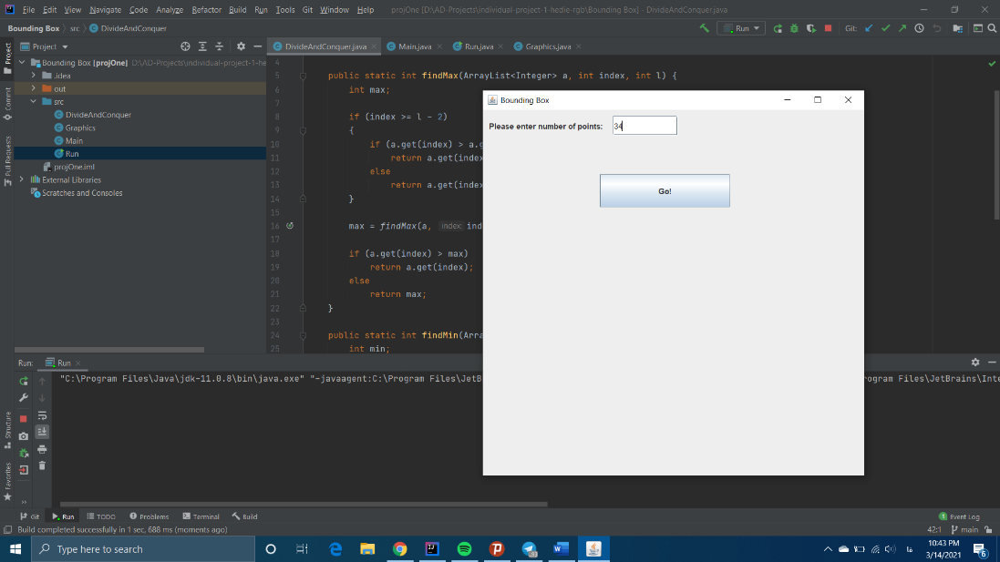 File Edit View Navigate Code Analyze Refactor Build Run Tools Git Window Help projOne [D:\AD-Projects\individual-project-1-hedie-rgb\Bounding Box] - DivideAndConquer.java
Bounding Box src DivideAndConquer Run Git:
Project DivideAndConquer.java Main.java Run.java Graphics.java
Project
Commit
Pull Requests
Structure
Favorites
Bounding Box [projOne] D:\AD-Projects\individual-project-1-he
.idea
out
src
DivideAndConquer
Graphics
Main
Run
projOne.iml
External Libraries
Scratches and Consoles
4
5 public static int findMax(ArrayList<Integer> a, int index, int l) {
6 int max;
7
8 if (index >= l - 2)
9 {
10 if (a.get(index) > a.g
11 return a.get(index
12 else
13 return a.get(index
14 }
15
16 max = findMax(a, index: ind
17
18 if (a.get(index) > max)
19 return a.get(index);
20 else
21 return max;
22 }
23
24 public static int findMin(Arra
25 int min;
Bounding Box
Please enter number of points: 34
Go!
Run: Run
"C:\Program Files\Java\jdk-11.0.8\bin\java.exe" "-javaagent:C:\Program Files\JetB
ogram Files\JetBrains\Inte
Git Run TODO Problems Terminal Build 1 Event Log
Build completed successfully in 1 sec, 688 ms (moments ago) 42:1 main
Type here to search
10:43 PM
3/14/2021
6